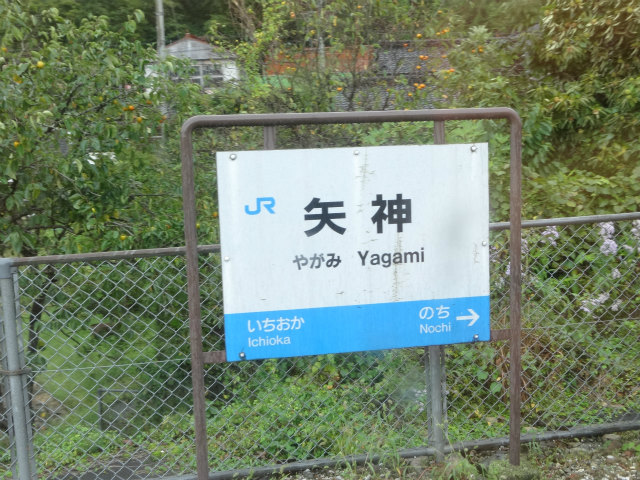 JR 矢神
やがみ Yagami
いちおか のち
Ichioka Nochi →